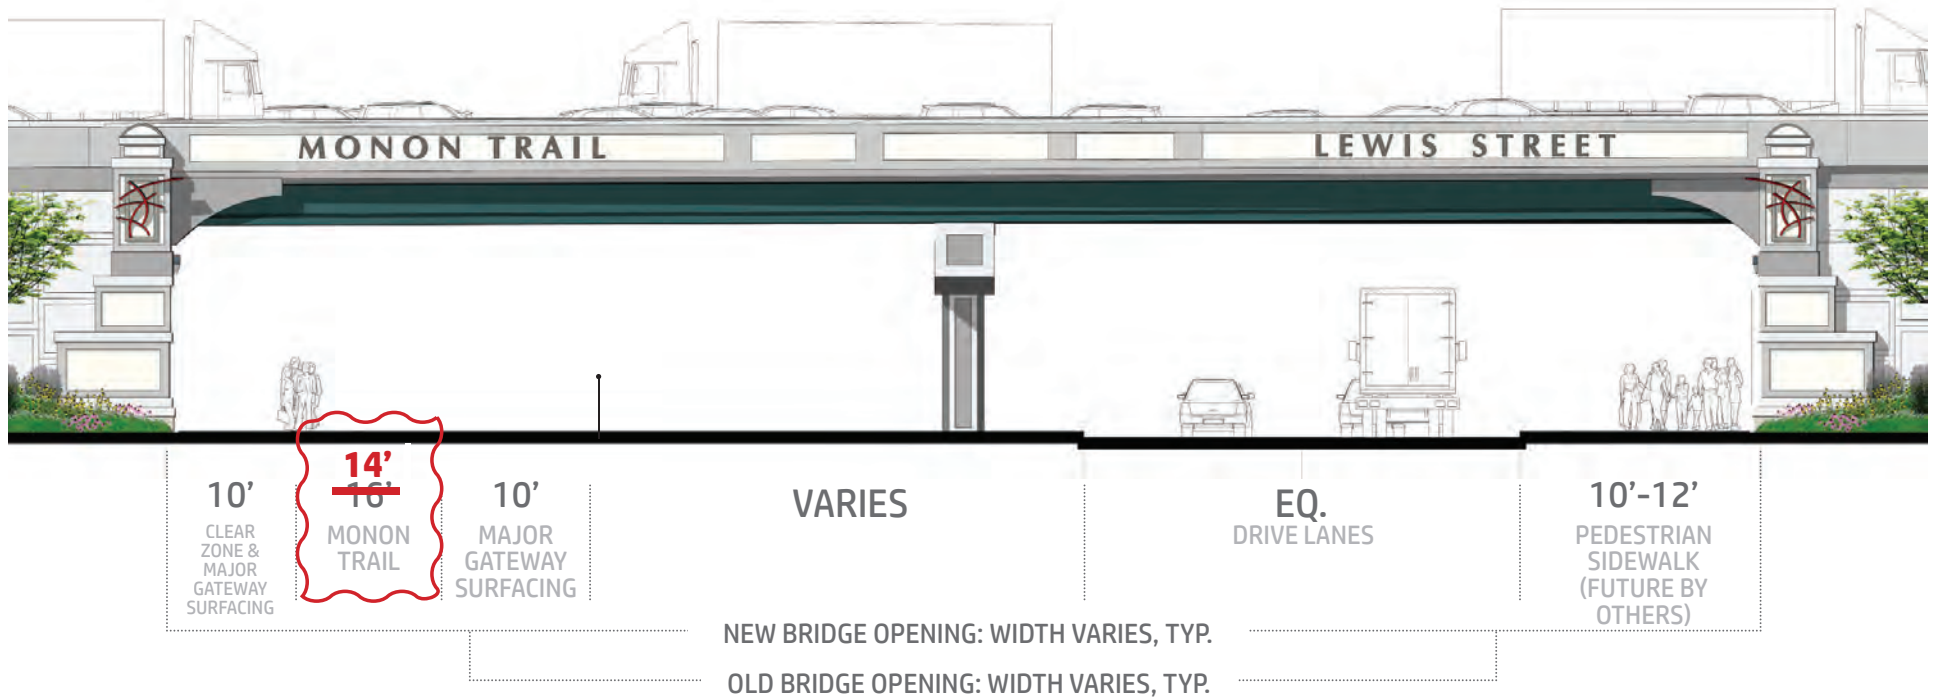 MONON TRAIL
LEWIS STREET
14’
16’
10’
CLEAR
ZONE &
MAJOR
GATEWAY
SURFACING
MONON
TRAIL
10’
MAJOR
GATEWAY
SURFACING
VARIES
EQ.
DRIVE LANES
10’-12’
PEDESTRIAN
SIDEWALK
(FUTURE BY
OTHERS)
NEW BRIDGE OPENING: WIDTH VARIES, TYP.
OLD BRIDGE OPENING: WIDTH VARIES, TYP.